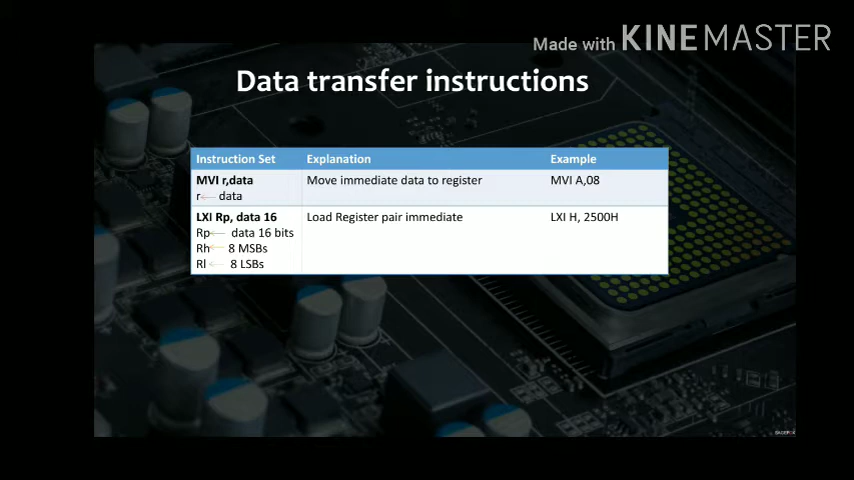 Made with KINEMASTER
Data transfer instructions
Instruction Set Explanation Example
MVI r,data Move immediate data to register MVI A,08
r← data
LXI Rp, data 16 Load Register pair immediate LXI H, 2500H
Rp← data 16 bits
Rh← 8 MSBs
Rl ← 8 LSBs